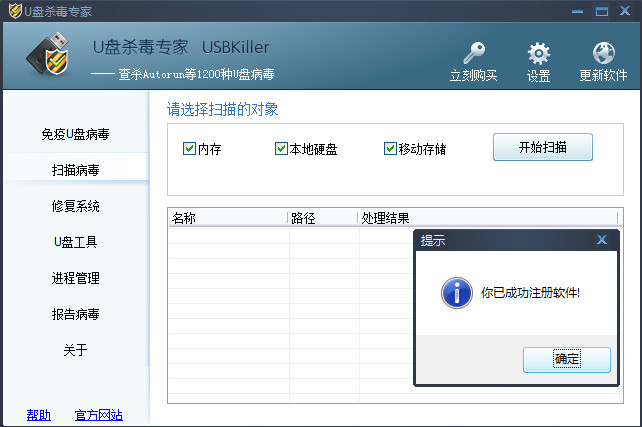 U盘杀毒专家
U盘杀毒专家 USBKiller
—— 查杀Autorun等1200种U盘病毒
立刻购买 设置 更新软件
免疫U盘病毒
扫描病毒
修复系统
U盘工具
进程管理
报告病毒
关于
帮助 官方网站
请选择扫描的对象
内存 本地硬盘 移动存储 开始扫描
名称 路径 处理结果
提示
你已成功注册软件!
确定